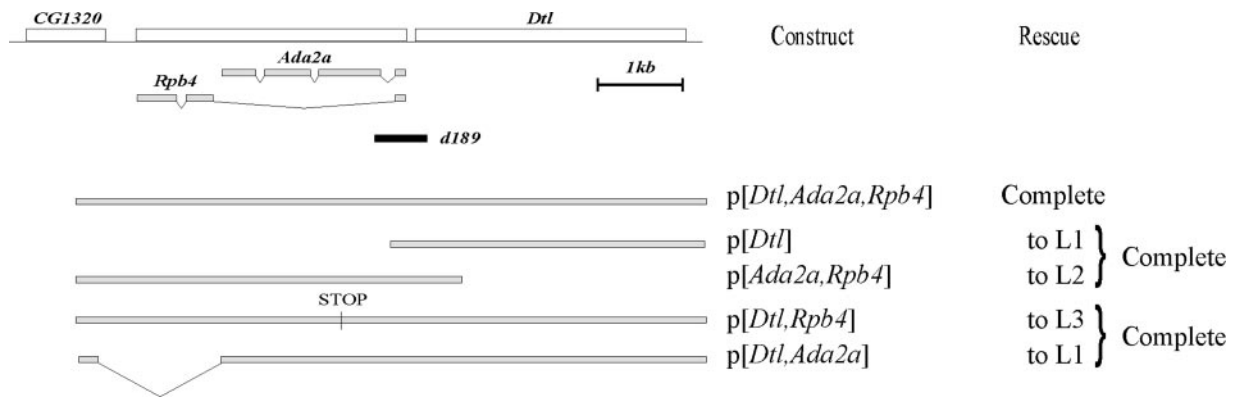 CG1320 Dtl Construct Rescue
Ada2a
Rpb4 1kb
d189
p[Dtl,Ada2a,Rpb4] Complete
p[Dtl] to L1
Complete
p[Ada2a,Rpb4] to L2
STOP
p[Dtl,Rpb4] to L3
Complete
p[Dtl,Ada2a] to L1